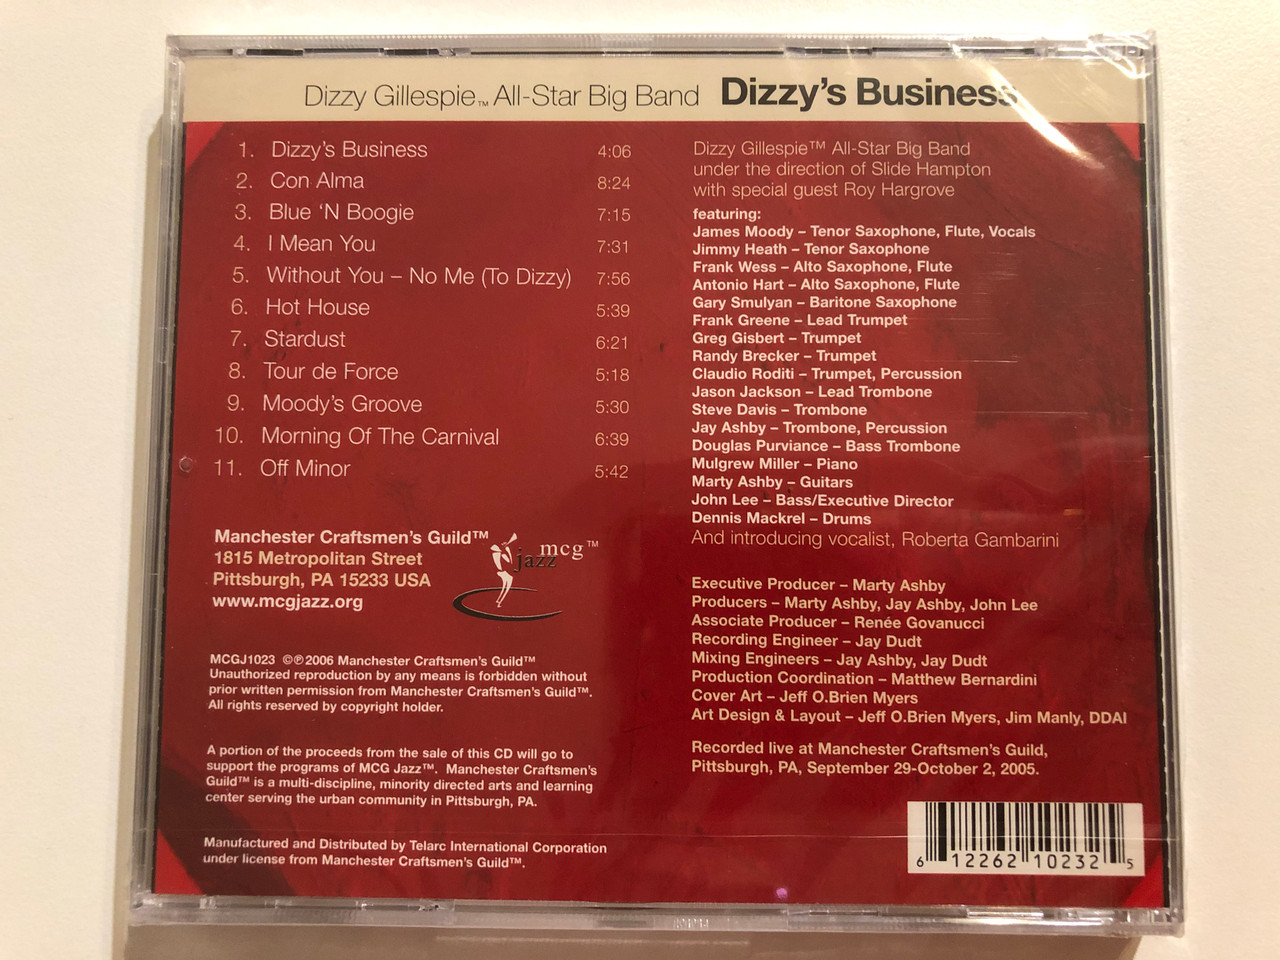 Dizzy Gillespie™ All-Star Big Band Dizzy's Business
1. Dizzy's Business 4:06
2. Con Alma 8:24
3. Blue 'N Boogie 7:15
4. I Mean You 7:31
5. Without You – No Me (To Dizzy) 7:56
6. Hot House 5:39
7. Stardust 6:21
8. Tour de Force 5:18
9. Moody's Groove 5:30
10. Morning Of The Carnival 6:39
11. Off Minor 5:42
Manchester Craftsmen's Guild™
1815 Metropolitan Street
Pittsburgh, PA 15233 USA
www.mcgjazz.org
mcg™
jazz
MCGJ1023 ©℗2006 Manchester Craftsmen's Guild™
Unauthorized reproduction by any means is forbidden without
prior written permission from Manchester Craftsmen's Guild™.
All rights reserved by copyright holder.
A portion of the proceeds from the sale of this CD will go to
support the programs of MCG Jazz™. Manchester Craftsmen's
Guild™ is a multi-discipline, minority directed arts and learning
center serving the urban community in Pittsburgh, PA.
Manufactured and Distributed by Telarc International Corporation
under license from Manchester Craftsmen's Guild™.
Dizzy Gillespie™ All-Star Big Band
under the direction of Slide Hampton
with special guest Roy Hargrove
featuring:
James Moody – Tenor Saxophone, Flute, Vocals
Jimmy Heath – Tenor Saxophone
Frank Wess – Alto Saxophone, Flute
Antonio Hart – Alto Saxophone, Flute
Gary Smulyan – Baritone Saxophone
Frank Greene – Lead Trumpet
Greg Gisbert – Trumpet
Randy Brecker – Trumpet
Claudio Roditi – Trumpet, Percussion
Jason Jackson – Lead Trombone
Steve Davis – Trombone
Jay Ashby – Trombone, Percussion
Douglas Purviance – Bass Trombone
Mulgrew Miller – Piano
Marty Ashby – Guitars
John Lee – Bass/Executive Director
Dennis Mackrel – Drums
And introducing vocalist, Roberta Gambarini
Executive Producer – Marty Ashby
Producers – Marty Ashby, Jay Ashby, John Lee
Associate Producer – Renée Govanucci
Recording Engineer – Jay Dudt
Mixing Engineers – Jay Ashby, Jay Dudt
Production Coordination – Matthew Bernardini
Cover Art – Jeff O.Brien Myers
Art Design & Layout – Jeff O.Brien Myers, Jim Manly, DDAI
Recorded live at Manchester Craftsmen's Guild,
Pittsburgh, PA, September 29-October 2, 2005.
6 12262 10232 5